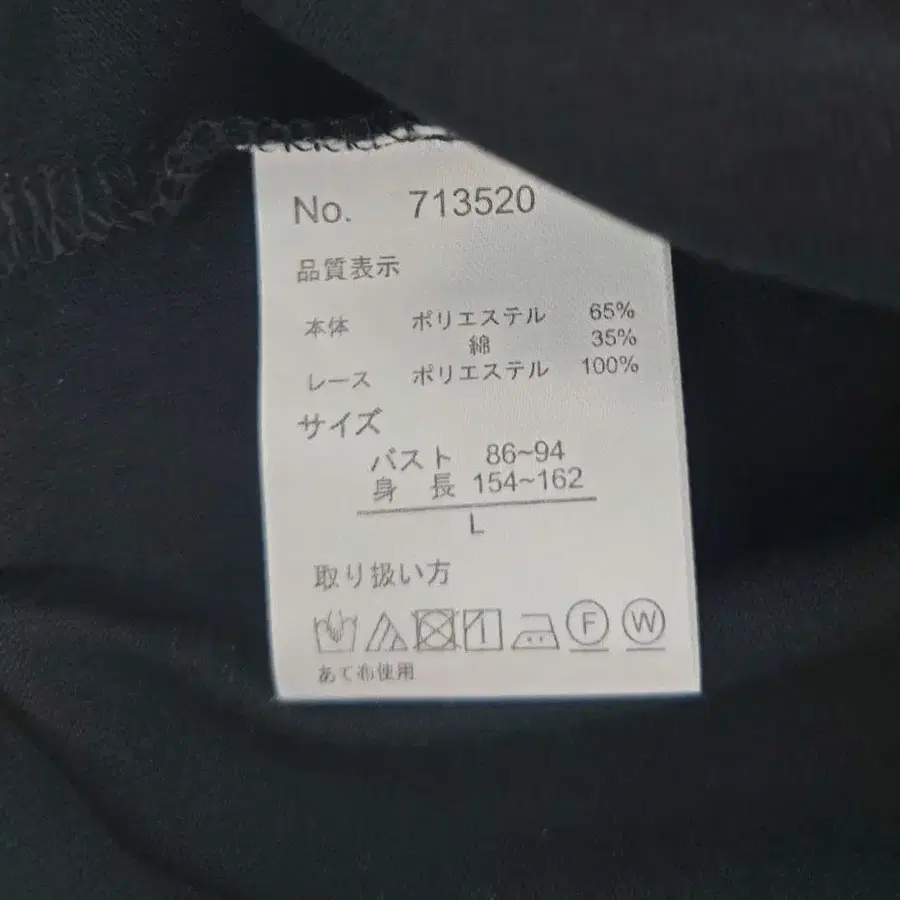 No. 713520
品質表示
本体 ポリエステル 65%
綿 35%
レース ポリエステル 100%
サイズ
バスト 86~94
身長 154~162
L
取り扱い方
F W
あて布使用